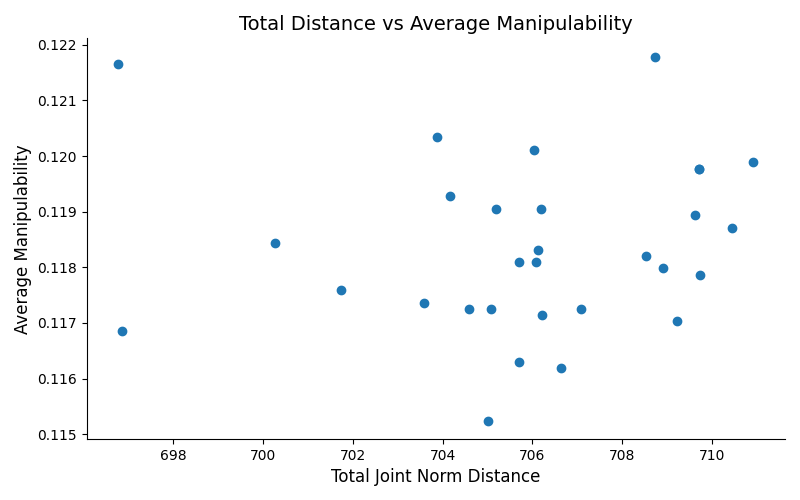 Total Distance vs Average Manipulability
Average Manipulability
0.122
0.121
0.120
0.119
0.118
0.117
0.116
0.115
698 700 702 704 706 708 710
Total Joint Norm Distance